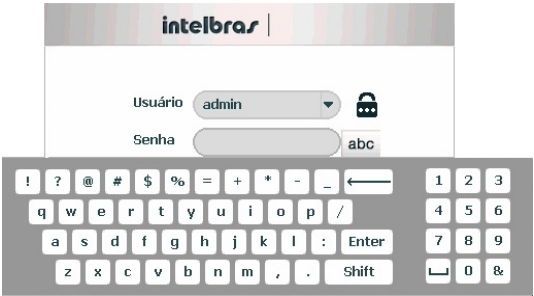 intelbras
Usuário admin
Senha abc
! ? @ # $ % = + * - _ 1 2 3
q w e r t y u i o p / 4 5 6
a s d f g h j k l : Enter 7 8 9
z x c v b n m , . Shift 0 &